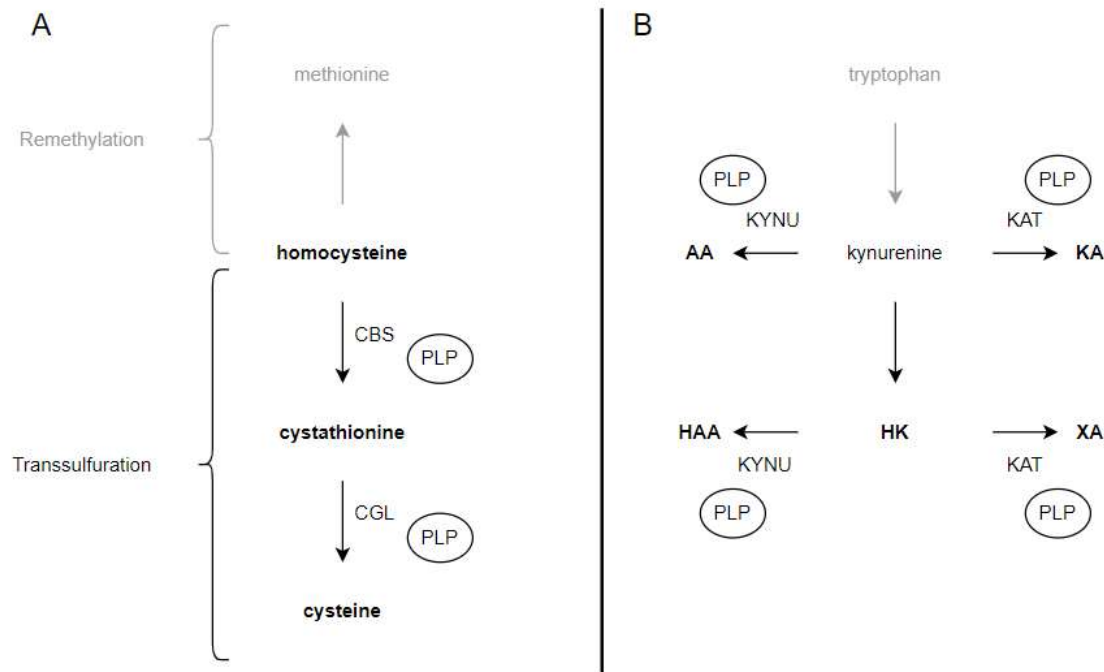 A
methionine
Remethylation
homocysteine
CBS
PLP
cystathionine
Transsulfuration
CGL
PLP
cysteine
B
tryptophan
PLP
PLP
KYNU
KAT
AA
kynurenine
KA
HAA
HK
XA
KYNU
KAT
PLP
PLP